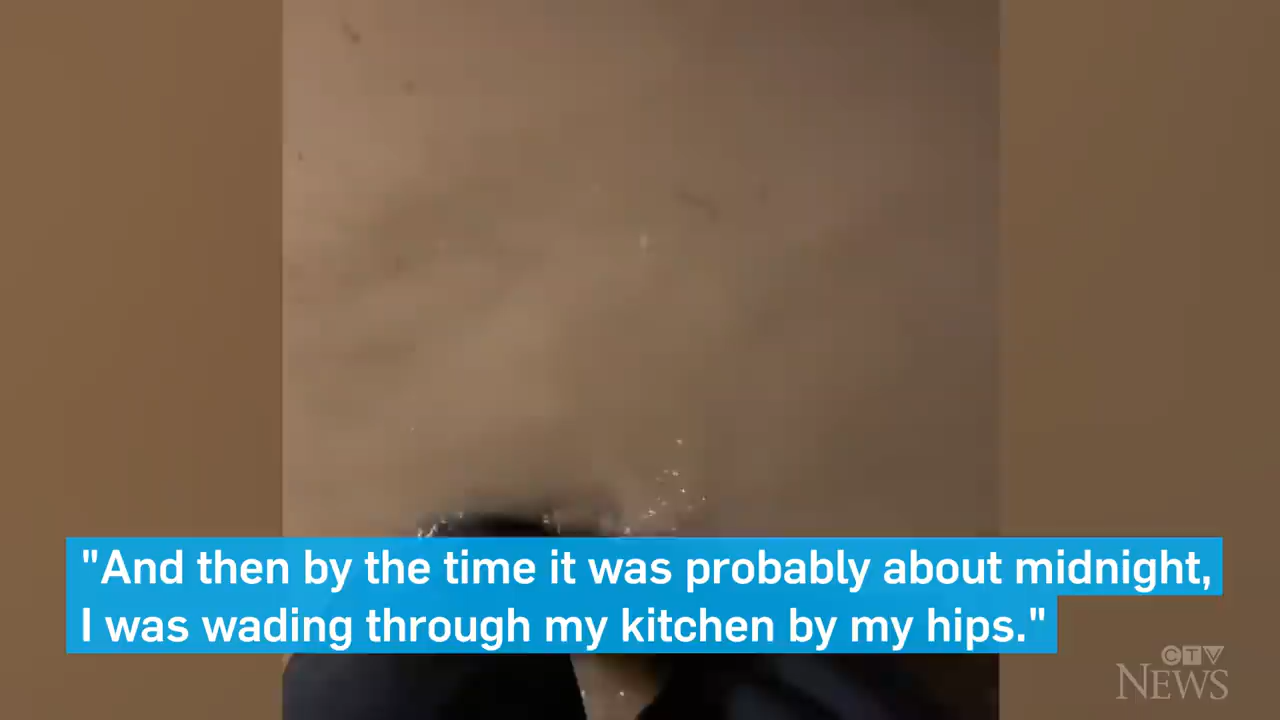 "And then by the time it was probably about midnight,
I was wading through my kitchen by my hips."
CTV
NEWS